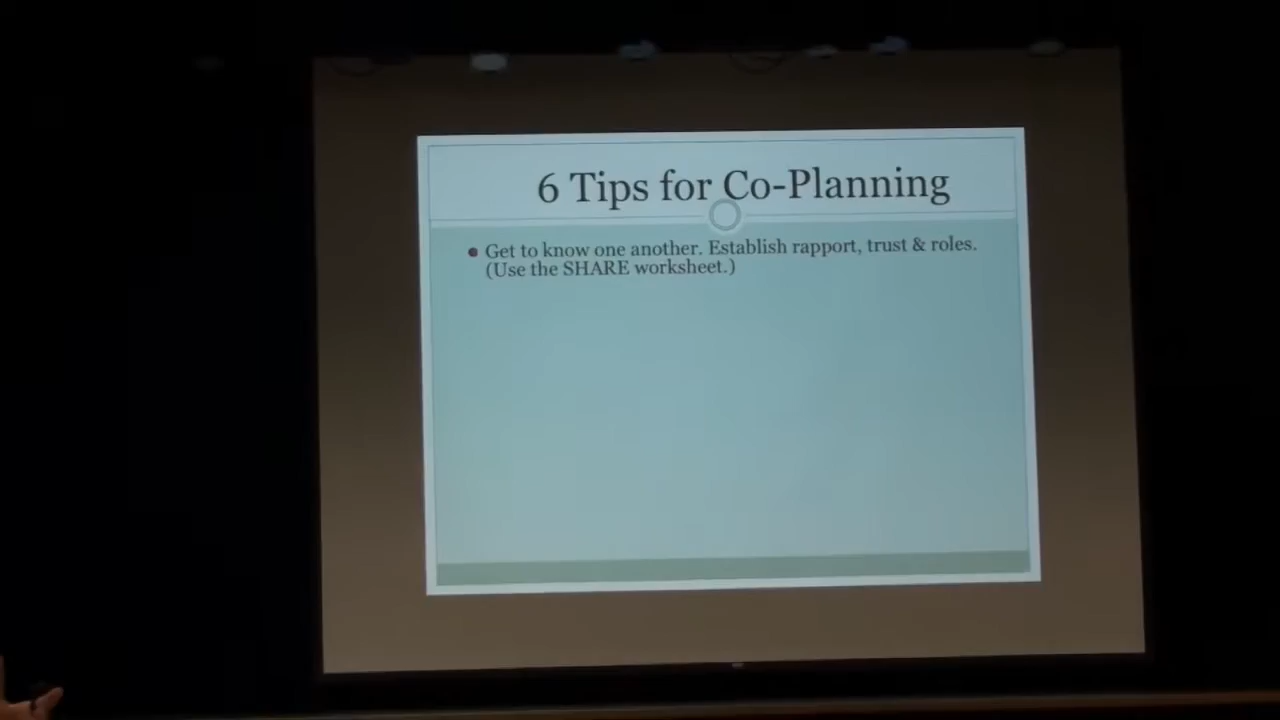 6 Tips for Co-Planning
• Get to know one another. Establish rapport, trust & roles.
(Use the SHARE worksheet.)